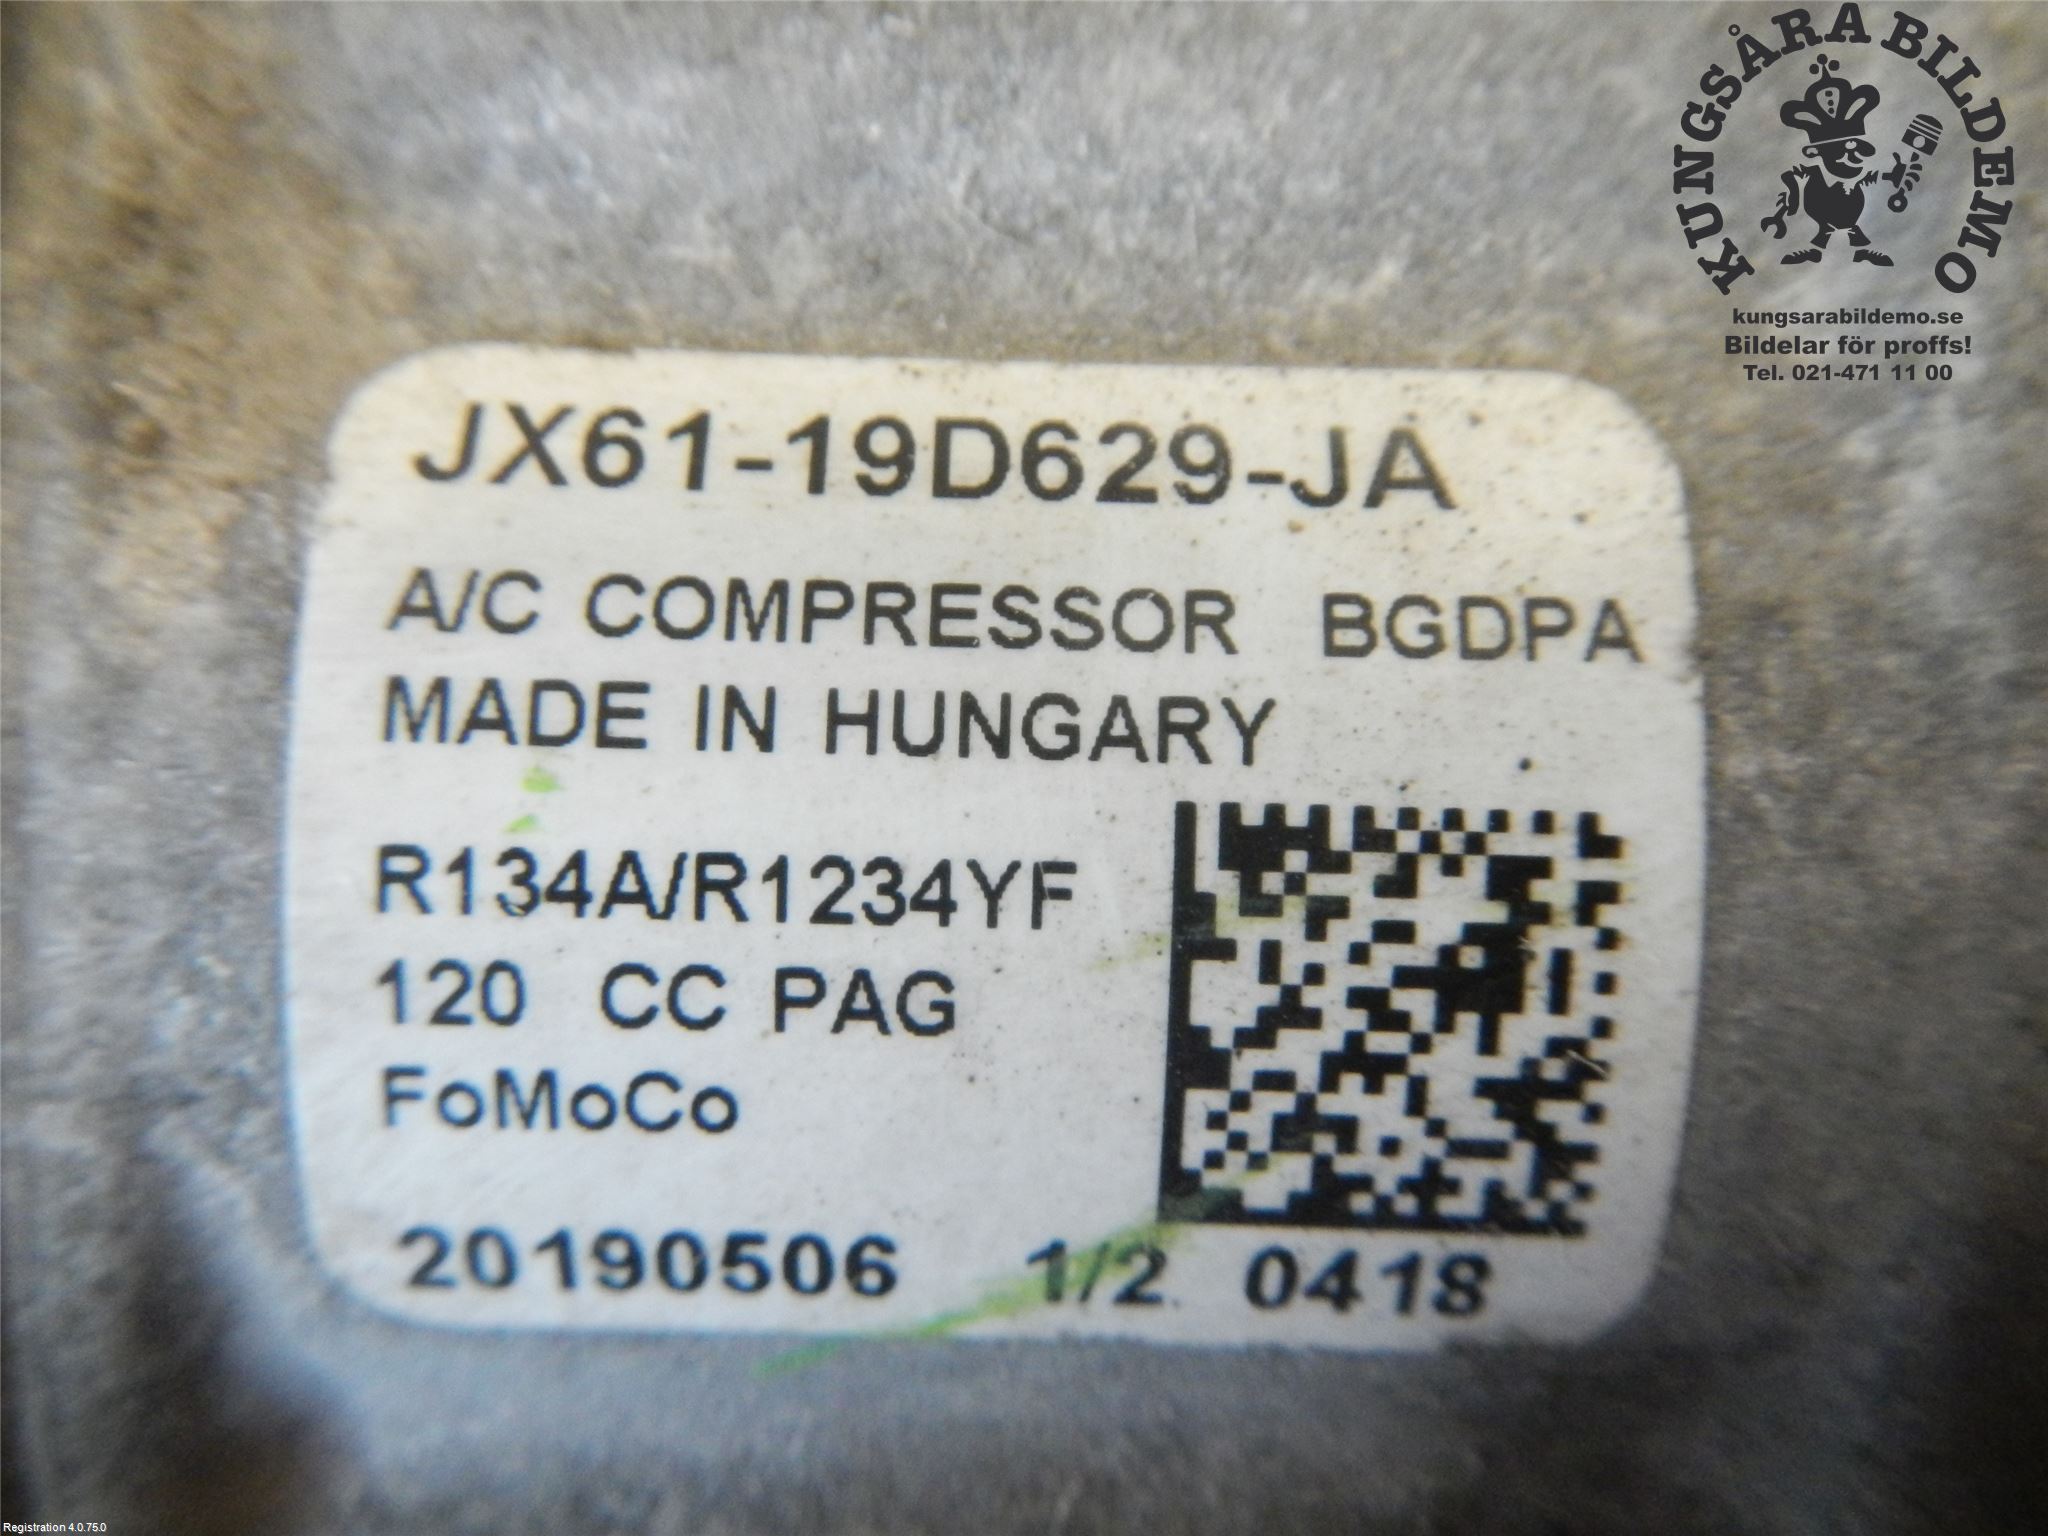 KUNGSÅRA BILDEMO
kungsarabildemo.se
Bildelar för proffs!
Tel. 021-471 11 00
JX61-19D629-JA
A/C COMPRESSOR BGDPA
MADE IN HUNGARY
R134A/R1234YF
120 CC PAG
FoMoCo
20190506 1/2 0418
Registration 4.0.75.0